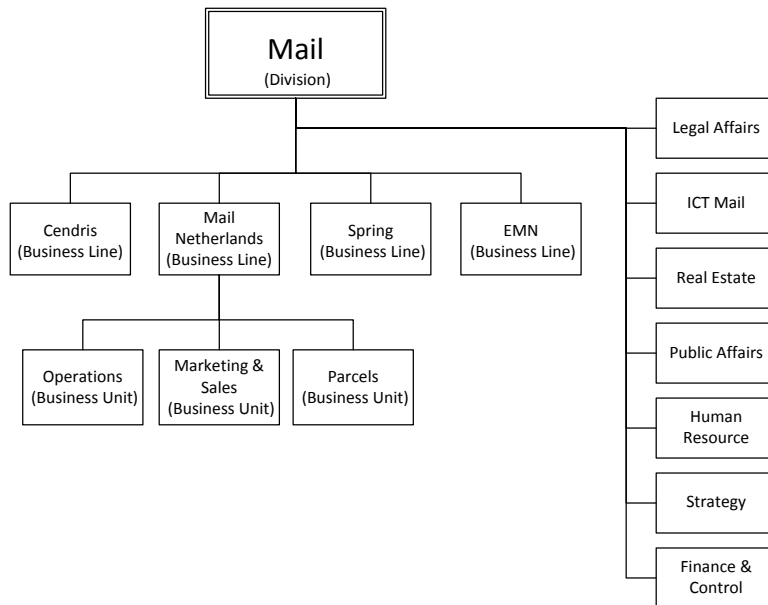 Mail
(Division)
Legal Affairs
ICT Mail
Cendris
(Business Line)
Mail
Netherlands
(Business Line)
Spring
(Business Line)
EMN
(Business Line)
Real Estate
Public Affairs
Operations
(Business Unit)
Marketing &
Sales
(Business Unit)
Parcels
(Business Unit)
Human
Resource
Strategy
Finance &
Control